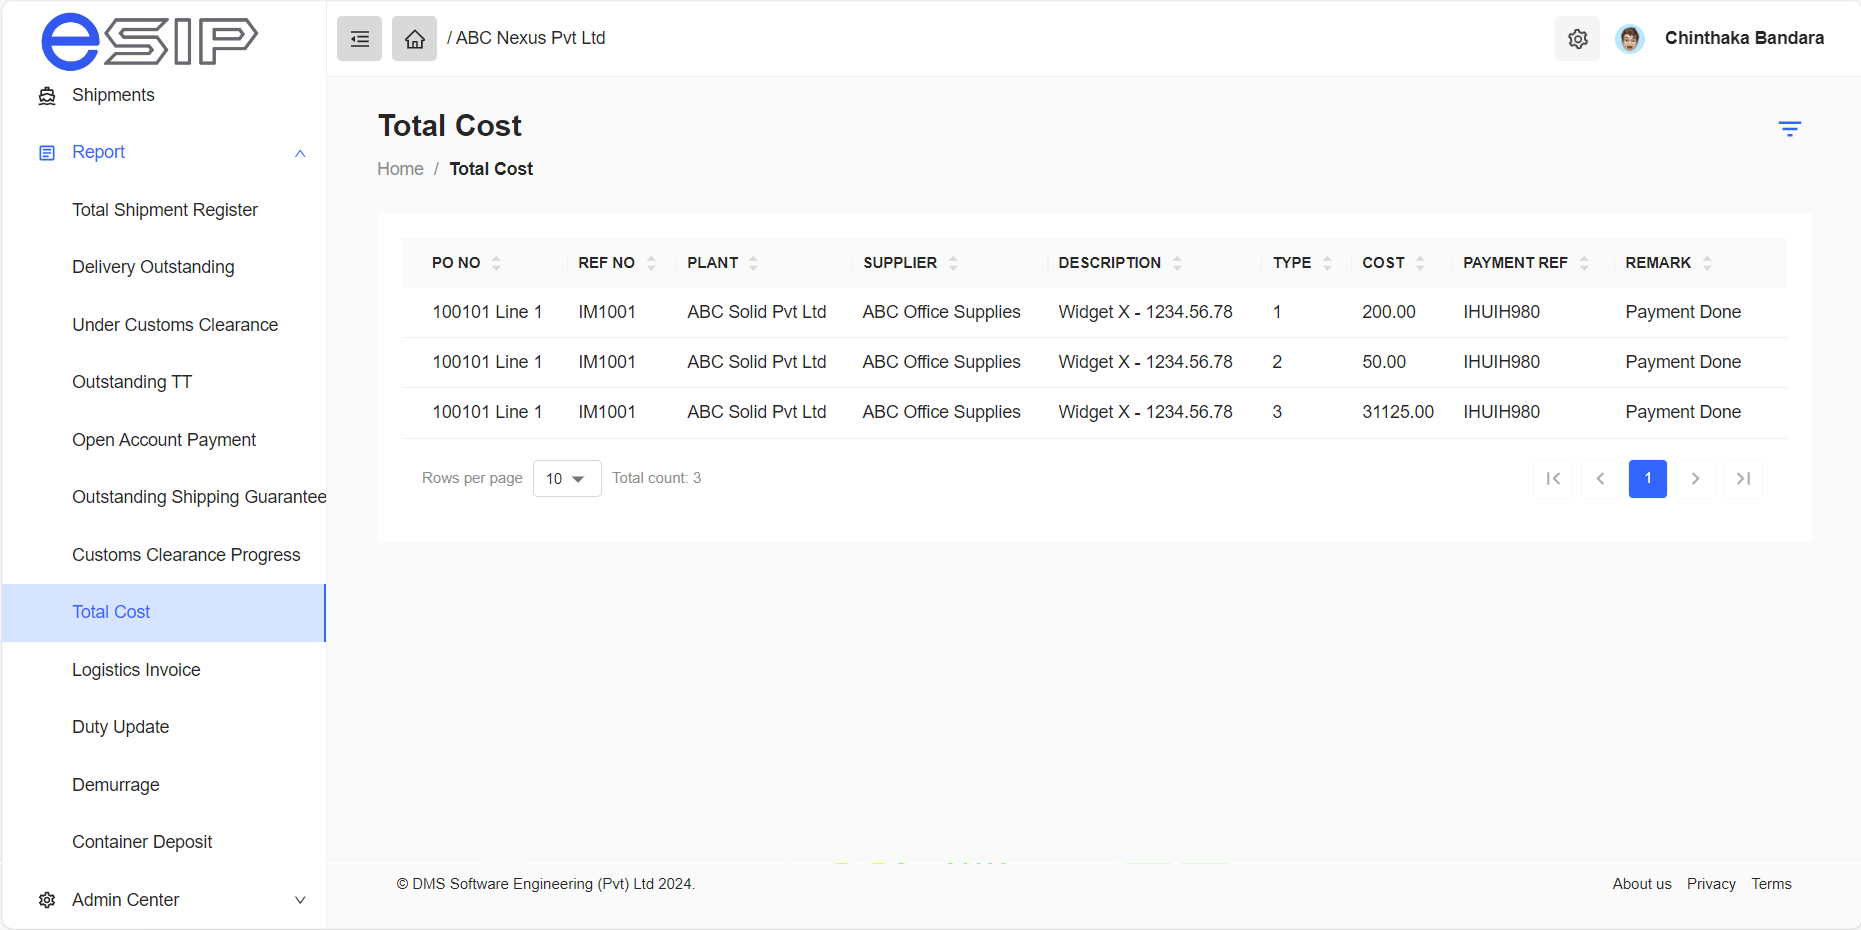 eSIP
/ ABC Nexus Pvt Ltd
Chinthaka Bandara
Shipments
Report
Total Shipment Register
Delivery Outstanding
Under Customs Clearance
Outstanding TT
Open Account Payment
Outstanding Shipping Guarantee
Customs Clearance Progress
Total Cost
Logistics Invoice
Duty Update
Demurrage
Container Deposit
Admin Center
Total Cost
Home / Total Cost
PO NO REF NO PLANT SUPPLIER DESCRIPTION TYPE COST PAYMENT REF REMARK
100101 Line 1 IM1001 ABC Solid Pvt Ltd ABC Office Supplies Widget X - 1234.56.78 1 200.00 IHUIH980 Payment Done
100101 Line 1 IM1001 ABC Solid Pvt Ltd ABC Office Supplies Widget X - 1234.56.78 2 50.00 IHUIH980 Payment Done
100101 Line 1 IM1001 ABC Solid Pvt Ltd ABC Office Supplies Widget X - 1234.56.78 3 31125.00 IHUIH980 Payment Done
Rows per page 10 Total count: 3
1
© DMS Software Engineering (Pvt) Ltd 2024.
About us Privacy Terms